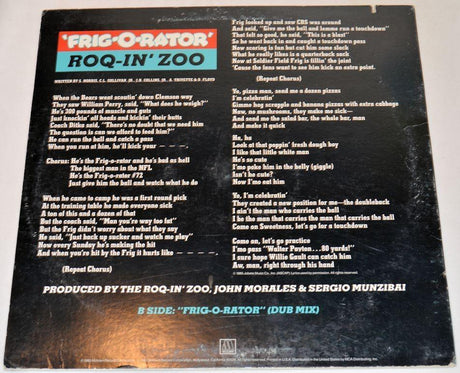 'FRIG-O-RATOR'
ROQ-IN' ZOO
WRITTEN BY S. NORRIS, C.L. SULLIVAN JR., J.R. COLLINS, JR., G. THIGUTTE & D. FLOYD
When the Bears went scoutin' down Clemson way
They saw William Perry, said, "What does he weigh?"
He's 300 pounds of muscle and guts
Just knockin' off heads and kickin' their butts
Coach Ditka said, "There's no doubt that we need him
The question is can we afford to feed him?"
He can run the ball and catch a pass
When you run at him, he'll kick your — — —.
Chorus: He's the Frig-o-rator and he's bad as hell
The biggest man in the NFL
He's the Frig-o-rator #72
Just give him the ball and watch what he do
When he came to camp he was a first round pick
At the training table he made everyone sick
A ton of this and a dozen of that
But the coach said, "Man you're way too fat"
But the Frig didn't worry about what they say
He said, "Just back up sucker and watch me play"
Now every Sunday he's making the hit
And when you're hit by the Frig it hurts like — — —.
(Repeat Chorus)
Frig looked up and saw CBS was around
And said, "Give me the ball and lemme run a touchdown"
That felt so good, he said, "This is a blast"
So he went back in and caught a touchdown pass
Now scoring is fun but cut him some slack
What he really likes is a quarterback sack
Now at Soldier Field Frig is fillin' the joint
'Cause the fans want to see him kick an extra point.
(Repeat Chorus)
Yo, pizza man, send me a dozen pizzas
I'm celebratin'
Gimme hog scraggle and banana pizzas with extra cabbage
Now, no mushrooms, they make me sick—
And send me the salad bar, the whole bar, man
And make it quick
Ha, ha
Look at that poppin' fresh dough boy
I like that little white man
He's so cute
I'mo poke him in the belly (giggle)
Isn't he cute?
Now I'mo eat him
Yo, I'm celebratin'
They created a new position for me—the doubleback
I ain't the man who carries the ball
I be the man that carries the man that carries the ball
Come on Sweetness, let's go for a touchdown
Come on, let's go practice
I'mo pass "Walter Payton...80 yards!"
I sure hope Willie Gault can catch him
Aw, man, right through his hand
PRODUCED BY THE ROQ-IN' ZOO, JOHN MORALES & SERGIO MUNZIBAI
B SIDE: "FRIG-O-RATOR" (DUB MIX)